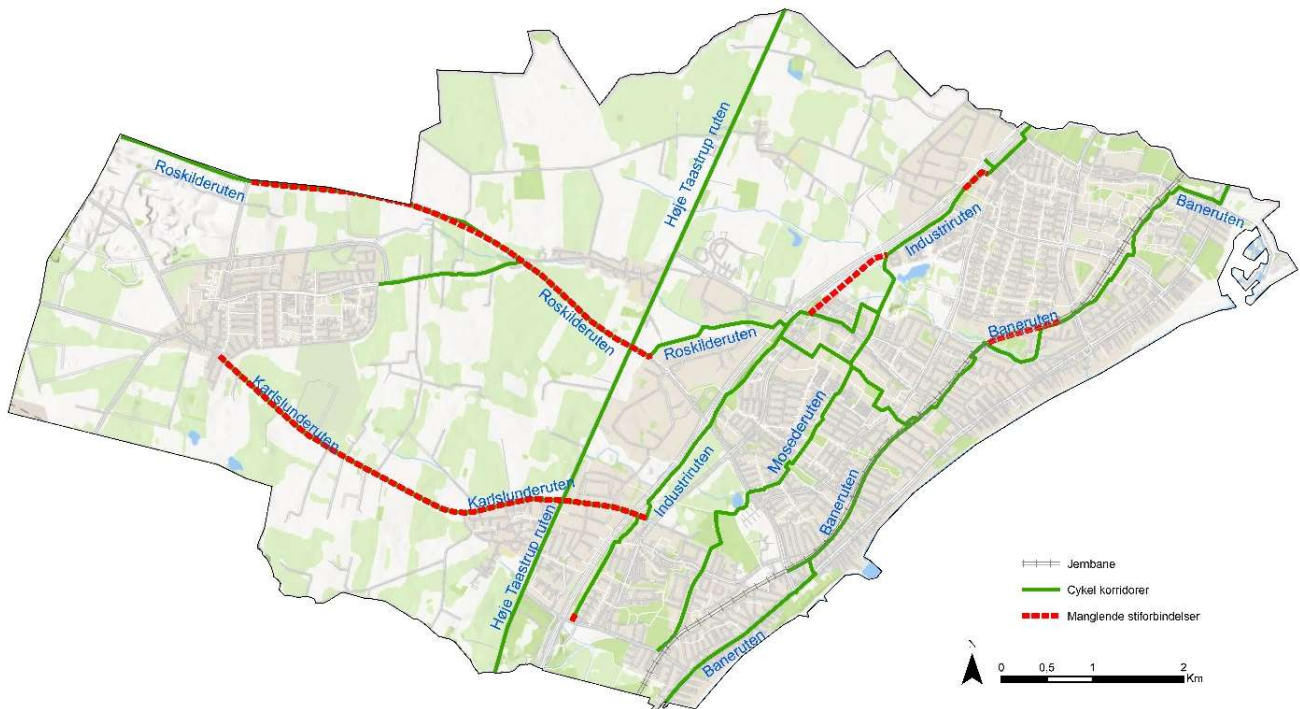 Roskilderuten
Høje Taastrup ruten
Industriruten
Baneruten
Roskilderuten
Roskilderuten
Baneruten
Karlslunderuten
Mosederuten
Karlslunderuten
Industriruten
Baneruten
Høje Taastrup ruten
Baneruten
Jernbane
Cykel korridorer
Manglende stiforbindelser
N
0 0,5 1 2
Km